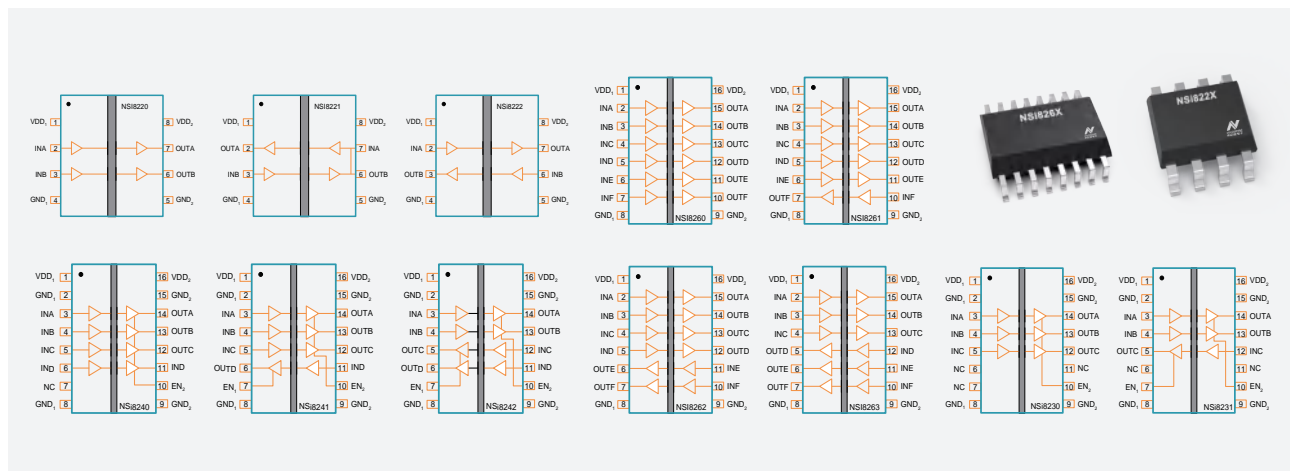 NSI8220
VDD₁ 1 8 VDD₂
INA 2 7 OUTA
INB 3 6 OUTB
GND₁ 4 5 GND₂
NSI8221
VDD₁ 1 8 VDD₂
OUTA 2 7 INA
INB 3 6 OUTB
GND₁ 4 5 GND₂
NSI8222
VDD₁ 1 8 VDD₂
INA 2 7 OUTA
OUTB 3 6 INB
GND₁ 4 5 GND₂
VDD₁ 1 16 VDD₂
INA 2 15 OUTA
INB 3 14 OUTB
INC 4 13 OUTC
IND 5 12 OUTD
INE 6 11 OUTE
INF 7 10 OUTF
GND₁ 8 9 GND₂
NSI8260
VDD₁ 1 16 VDD₂
INA 2 15 OUTA
INB 3 14 OUTB
INC 4 13 OUTC
IND 5 12 OUTD
INE 6 11 OUTE
OUTF 7 10 INF
GND₁ 8 9 GND₂
NSI8261
NSi826X
NSi822X
VDD₁ 1 16 VDD₂
GND₁ 2 15 GND₂
INA 3 14 OUTA
INB 4 13 OUTB
INC 5 12 OUTC
IND 6 11 IND
NC 7 10 EN₂
GND₁ 8 9 GND₂
NSi8240
VDD₁ 1 16 VDD₂
GND₁ 2 15 GND₂
INA 3 14 OUTA
INB 4 13 OUTB
INC 5 12 OUTC
OUTD 6 11 IND
EN₁ 7 10 EN₂
GND₁ 8 9 GND₂
NSi8241
VDD₁ 1 16 VDD₂
GND₁ 2 15 GND₂
INA 3 14 OUTA
INB 4 13 OUTB
OUTC 5 12 INC
OUTD 6 11 IND
EN₁ 7 10 EN₂
GND₁ 8 9 GND₂
NSi8242
VDD₁ 1 16 VDD₂
INA 2 15 OUTA
INB 3 14 OUTB
INC 4 13 OUTC
IND 5 12 OUTD
OUTE 6 11 INE
OUTF 7 10 INF
GND₁ 8 9 GND₂
NSI8262
VDD₁ 1 16 VDD₂
INA 2 15 OUTA
INB 3 14 OUTB
INC 4 13 OUTC
OUTD 5 12 IND
OUTE 6 11 INE
OUTF 7 10 INF
GND₁ 8 9 GND₂
NSI8263
VDD₁ 1 16 VDD₂
GND₁ 2 15 GND₂
INA 3 14 OUTA
INB 4 13 OUTB
INC 5 12 OUTC
NC 6 11 NC
NC 7 10 EN₂
GND₁ 8 9 GND₂
NSi8230
VDD₁ 1 16 VDD₂
GND₁ 2 15 GND₂
INA 3 14 OUTA
INB 4 13 OUTB
OUTC 5 12 INC
NC 6 11 NC
EN₁ 7 10 EN₂
GND₁ 8 9 GND₂
NSi8231